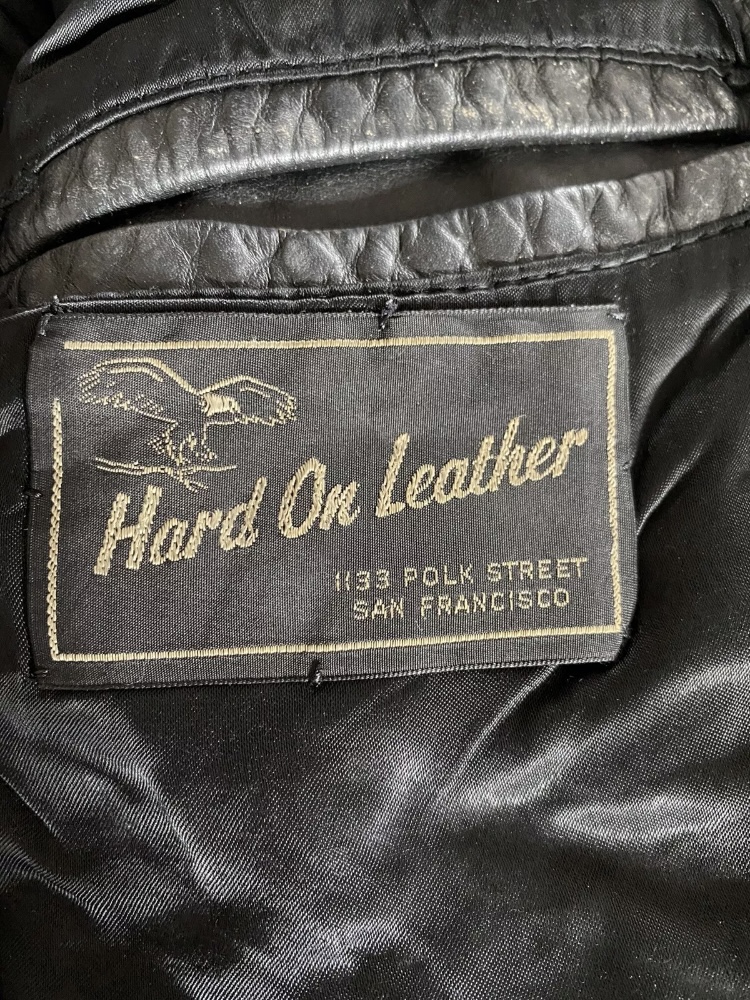 Hard On Leather
1133 POLK STREET
SAN FRANCISCO